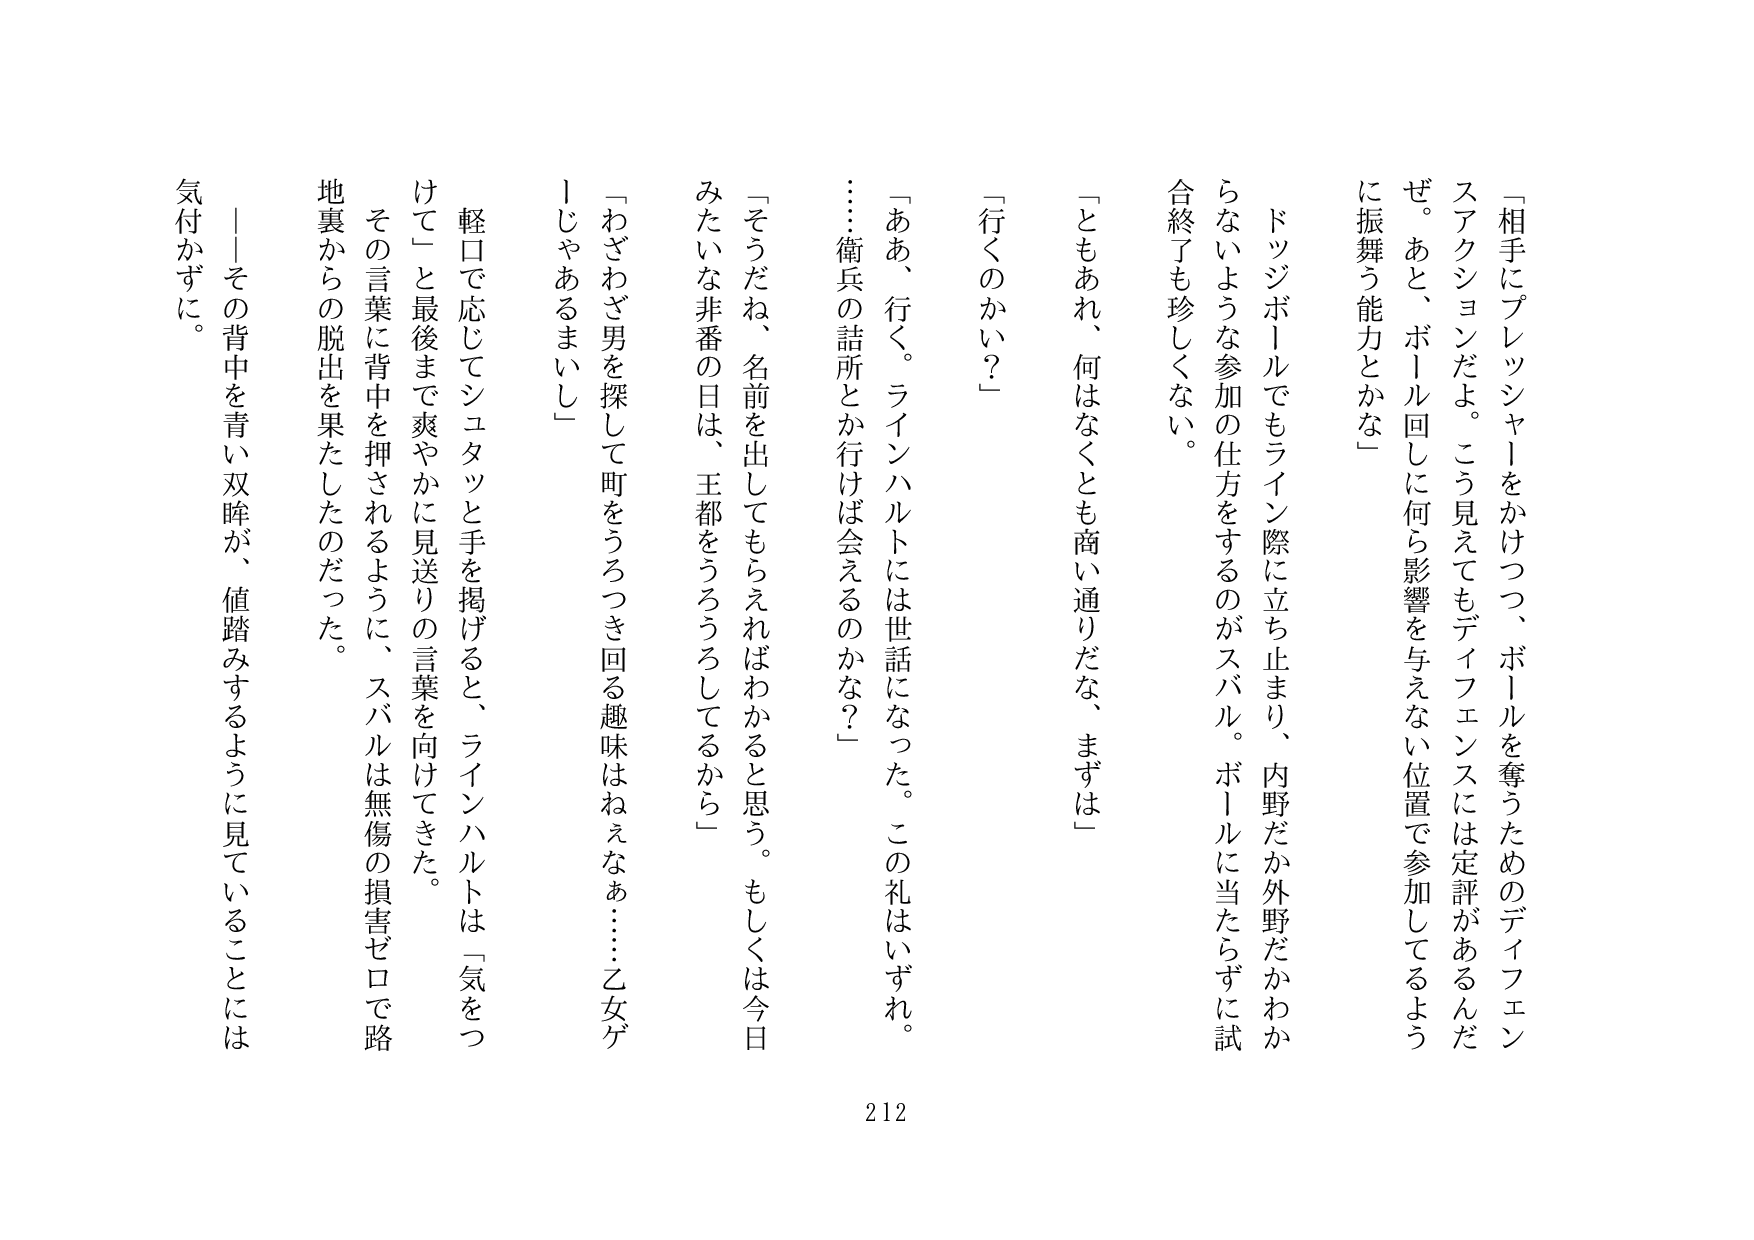 「相手にプレッシャーをかけつつ、ボールを奪うためのディフェン
スアクションだよ。こう見えてもディフェンスには定評があるんだ
ぜ。あと、ボール回しに何ら影響を与えない位置で参加してるよう
に振舞う能力とかな」
　ドッジボールでもライン際に立ち止まり、内野だか外野だかわか
らないような参加の仕方をするのがスバル。ボールに当たらずに試
合終了も珍しくない。
「ともあれ、何はなくとも商い通りだな、まずは」
「行くのかい？」
「ああ、行く。ラインハルトには世話になった。この礼はいずれ。
……衛兵の詰所とか行けば会えるのかな？」
「そうだね、名前を出してもらえればわかると思う。もしくは今日
みたいな非番の日は、王都をうろうろしてるから」
「わざわざ男を探して町をうろつき回る趣味はねぇなぁ……乙女ゲ
ーじゃあるまいし」
　軽口で応じてシュタッと手を掲げると、ラインハルトは「気をつ
けて」と最後まで爽やかに見送りの言葉を向けてきた。
　その言葉に背中を押されるように、スバルは無傷の損害ゼロで路
地裏からの脱出を果たしたのだった。
　――その背中を青い双眸が、値踏みするように見ていることには
気付かずに。
212